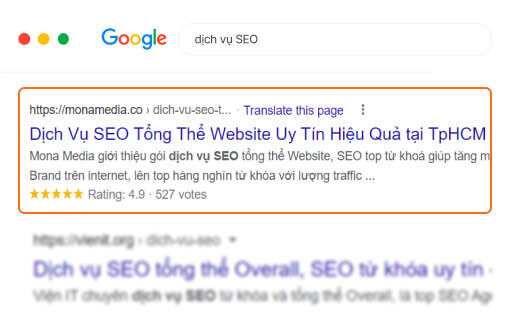 Google
dịch vụ SEO
https://monamedia.co › dich-vu-seo-t... · Translate this page
Dịch Vụ SEO Tổng Thể Website Uy Tín Hiệu Quả tại TpHCM
Mona Media giới thiệu gói dịch vụ SEO tổng thể Website, SEO top từ khoá giúp tăng m
Brand trên internet, lên top hàng nghìn từ khóa với lượng traffic ...
Rating: 4.9 · 527 votes
https://vienit.org › dich-vu-seo
Dịch vụ SEO tổng thể Overall, SEO từ khóa uy tín -
Viện IT chuyên dịch vụ SEO từ khóa và tổng thể Overall, là top SEO Age